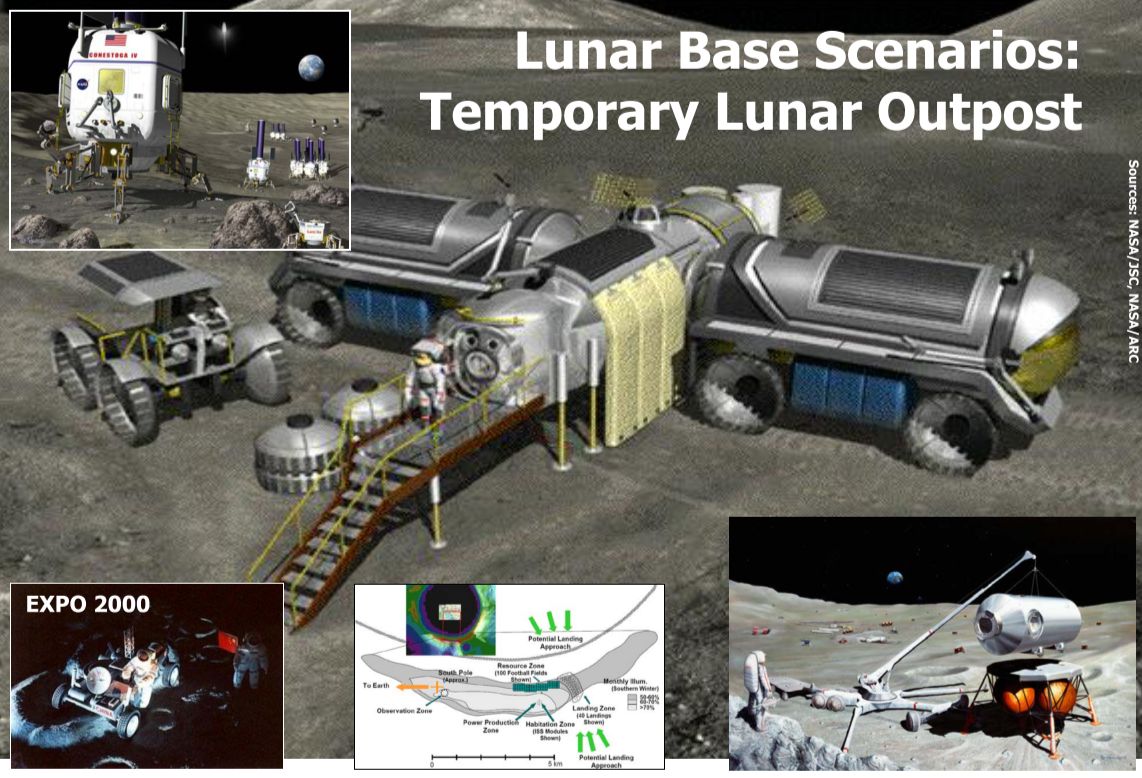 Lunar Base Scenarios:
Temporary Lunar Outpost
CONESTOGA IV
Sources: NASA/JSC, NASA/ARC
EXPO 2000
Potential Landing
Approach
Resource Zone
(100 Football Fields
Shown)
South Pole
(Approx.)
To Earth
Monthly Illum.
(Southern Winter)
50-60%
60-70%
>70%
Observation Zone
Landing Zone
(40 Landings
Shown)
Power Production
Zone
Habitation Zone
(ISS Modules
Shown)
Potential Landing
Approach
0
5 km